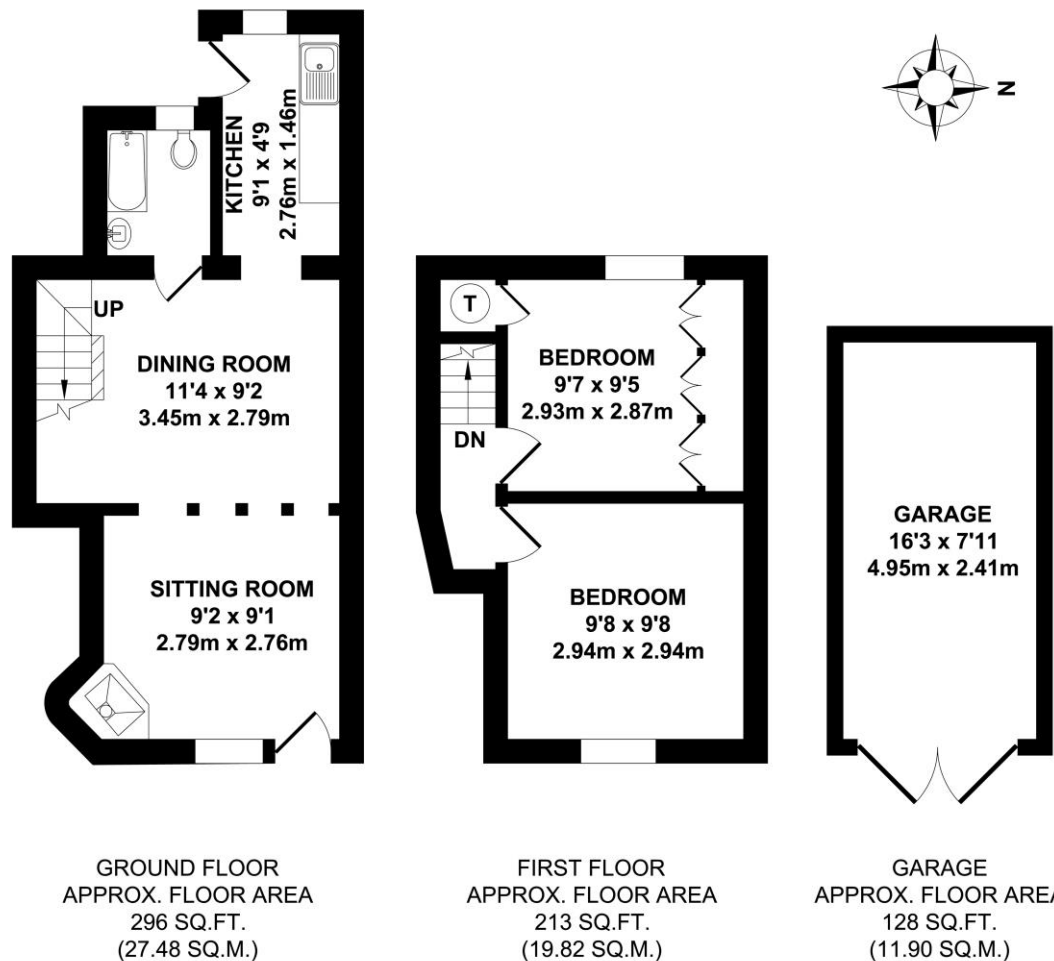 N
KITCHEN
9'1 x 4'9
2.76m x 1.46m
UP
DINING ROOM
11'4 x 9'2
3.45m x 2.79m
SITTING ROOM
9'2 x 9'1
2.79m x 2.76m
T
BEDROOM
9'7 x 9'5
2.93m x 2.87m
DN
BEDROOM
9'8 x 9'8
2.94m x 2.94m
GARAGE
16'3 x 7'11
4.95m x 2.41m
GROUND FLOOR
APPROX. FLOOR AREA
296 SQ.FT.
(27.48 SQ.M.)
FIRST FLOOR
APPROX. FLOOR AREA
213 SQ.FT.
(19.82 SQ.M.)
GARAGE
APPROX. FLOOR AREA
128 SQ.FT.
(11.90 SQ.M.)